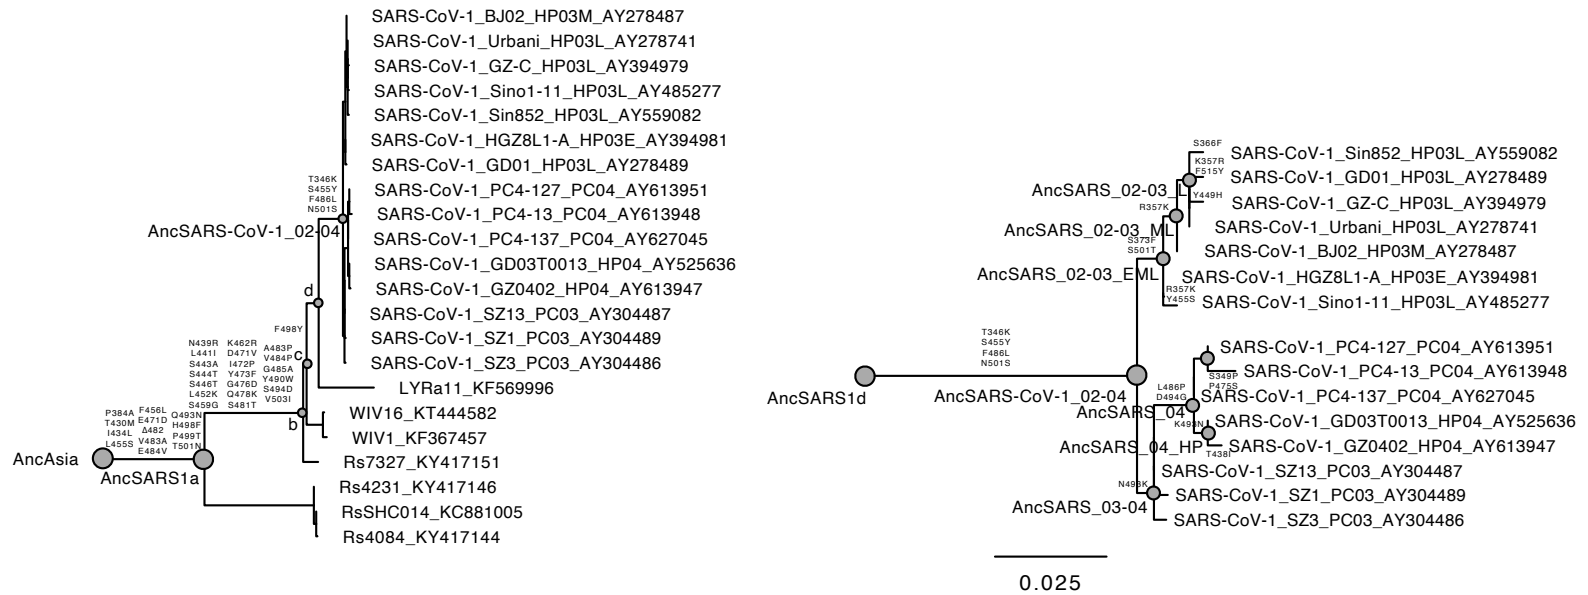 SARS-CoV-1_BJ02_HP03M_AY278487
SARS-CoV-1_Urbani_HP03L_AY278741
SARS-CoV-1_GZ-C_HP03L_AY394979
SARS-CoV-1_Sino1-11_HP03L_AY485277
SARS-CoV-1_Sin852_HP03L_AY559082
SARS-CoV-1_HGZ8L1-A_HP03E_AY394981
SARS-CoV-1_GD01_HP03L_AY278489
T346K
S455Y
F486L
N501S
SARS-CoV-1_PC4-127_PC04_AY613951
SARS-CoV-1_PC4-13_PC04_AY613948
AncSARS-CoV-1_02-04
SARS-CoV-1_PC4-137_PC04_AY627045
SARS-CoV-1_GD03T0013_HP04_AY525636
SARS-CoV-1_GZ0402_HP04_AY613947
d
SARS-CoV-1_SZ13_PC03_AY304487
SARS-CoV-1_SZ1_PC03_AY304489
SARS-CoV-1_SZ3_PC03_AY304486
F498Y
LYRa11_KF569996
N439R K462R
L441I D471V
S443A I472P
S444T Y473F
S446T G476D
L452K Q478K
S459G S481T
A483P
V484P
G485A
Y490W
S494D
V503I
c
WIV16_KT444582
b
WIV1_KF367457
P384A
T430M
I434L
L455S
F456L
E471D
Δ482
V483A
E484V
Q493N
H498F
P499T
T501N
AncAsia
AncSARS1a
Rs7327_KY417151
Rs4231_KY417146
RsSHC014_KC881005
Rs4084_KY417144
S366F
SARS-CoV-1_Sin852_HP03L_AY559082
K357R
F515Y
SARS-CoV-1_GD01_HP03L_AY278489
AncSARS_02-03_L
Y449H
SARS-CoV-1_GZ-C_HP03L_AY394979
R357K
SARS-CoV-1_Urbani_HP03L_AY278741
AncSARS_02-03_ML
S373F
S501T
SARS-CoV-1_BJ02_HP03M_AY278487
AncSARS_02-03_EML
SARS-CoV-1_HGZ8L1-A_HP03E_AY394981
R357K
Y455S
SARS-CoV-1_Sino1-11_HP03L_AY485277
T346K
S455Y
F486L
N501S
SARS-CoV-1_PC4-127_PC04_AY613951
SARS-CoV-1_PC4-13_PC04_AY613948
S349P
P475S
AncSARS1d
AncSARS-CoV-1_02-04
L486P
D494G
SARS-CoV-1_PC4-137_PC04_AY627045
AncSARS_04
K493N
SARS-CoV-1_GD03T0013_HP04_AY525636
AncSARS_04_HP
SARS-CoV-1_GZ0402_HP04_AY613947
T438I
SARS-CoV-1_SZ13_PC03_AY304487
N493K
SARS-CoV-1_SZ1_PC03_AY304489
AncSARS_03-04
SARS-CoV-1_SZ3_PC03_AY304486
0.025